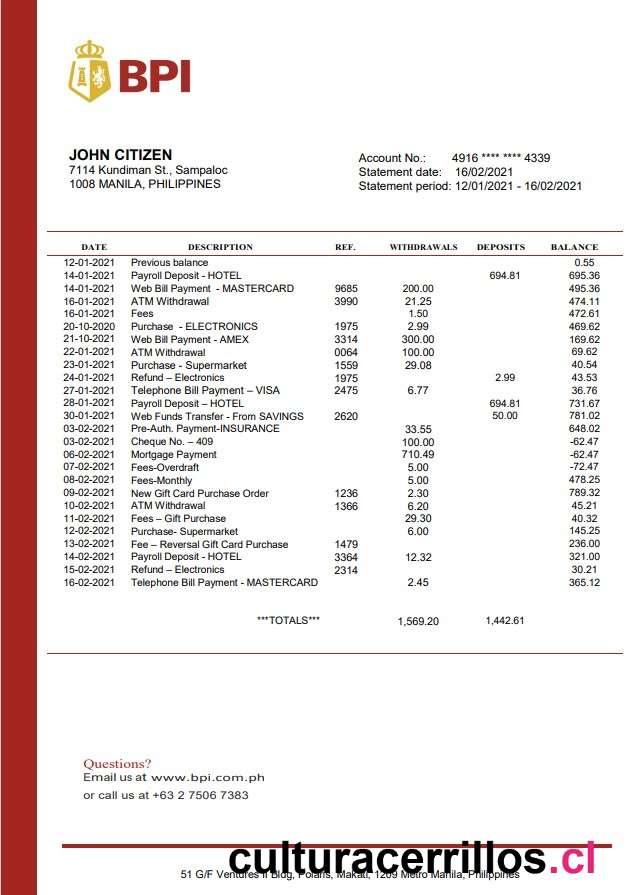 BPI
JOHN CITIZEN
7114 Kundiman St., Sampaloc
1008 MANILA, PHILIPPINES
Account No.: 4916 **** **** 4339
Statement date: 16/02/2021
Statement period: 12/01/2021 - 16/02/2021
DATE DESCRIPTION REF. WITHDRAWALS DEPOSITS BALANCE
12-01-2021 Previous balance 0.55
14-01-2021 Payroll Deposit - HOTEL 694.81 695.36
14-01-2021 Web Bill Payment - MASTERCARD 9685 200.00 495.36
16-01-2021 ATM Withdrawal 3990 21.25 474.11
16-01-2021 Fees 1.50 472.61
20-10-2020 Purchase - ELECTRONICS 1975 2.99 469.62
21-10-2021 Web Bill Payment - AMEX 3314 300.00 169.62
22-01-2021 ATM Withdrawal 0064 100.00 69.62
23-01-2021 Purchase - Supermarket 1559 29.08 40.54
24-01-2021 Refund – Electronics 1975 2.99 43.53
27-01-2021 Telephone Bill Payment – VISA 2475 6.77 36.76
28-01-2021 Payroll Deposit – HOTEL 694.81 731.67
30-01-2021 Web Funds Transfer - From SAVINGS 2620 50.00 781.02
03-02-2021 Pre-Auth. Payment-INSURANCE 33.55 648.02
03-02-2021 Cheque No. – 409 100.00 -62.47
06-02-2021 Mortgage Payment 710.49 -62.47
07-02-2021 Fees-Overdraft 5.00 -72.47
08-02-2021 Fees-Monthly 5.00 478.25
09-02-2021 New Gift Card Purchase Order 1236 2.30 789.32
10-02-2021 ATM Withdrawal 1366 6.20 45.21
11-02-2021 Fees – Gift Purchase 29.30 40.32
12-02-2021 Purchase- Supermarket 6.00 145.25
13-02-2021 Fee – Reversal Gift Card Purchase 1479 236.00
14-02-2021 Payroll Deposit - HOTEL 3364 12.32 321.00
15-02-2021 Refund – Electronics 2314 30.21
16-02-2021 Telephone Bill Payment - MASTERCARD 2.45 365.12
***TOTALS*** 1,569.20 1,442.61
Questions?
Email us at www.bpi.com.ph
or call us at +63 2 7506 7383
culturacerrillos.cl
51 G/F Ventures II Bldg, Polaris, Makati, 1209 Metro Manila, Philippines